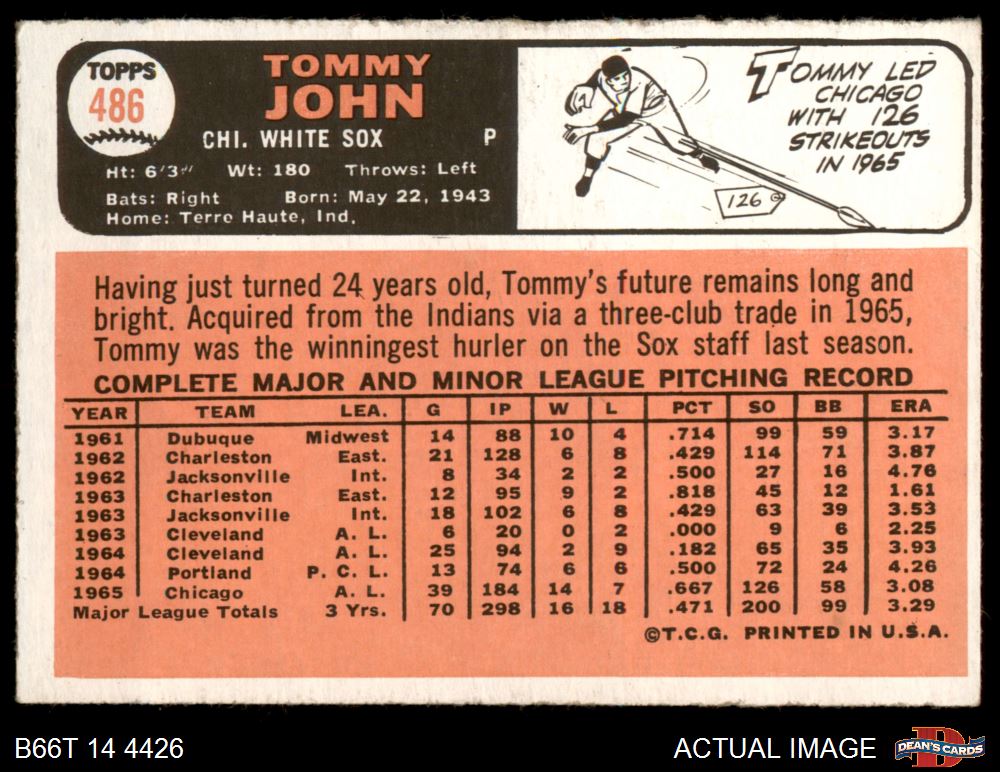 TOPPS
486
TOMMY
JOHN
CHI. WHITE SOX P
Ht: 6'3" Wt: 180 Throws: Left
Bats: Right Born: May 22, 1943
Home: Terre Haute, Ind.
TOMMY LED
CHICAGO
WITH 126
STRIKEOUTS
IN 1965
126
Having just turned 24 years old, Tommy's future remains long and
bright. Acquired from the Indians via a three-club trade in 1965,
Tommy was the winningest hurler on the Sox staff last season.
COMPLETE MAJOR AND MINOR LEAGUE PITCHING RECORD
YEAR TEAM LEA. G IP W L PCT SO BB ERA
1961 Dubuque Midwest 14 88 10 4 .714 99 59 3.17
1962 Charleston East. 21 128 6 8 .429 114 71 3.87
1962 Jacksonville Int. 8 34 2 2 .500 27 16 4.76
1963 Charleston East. 12 95 9 2 .818 45 12 1.61
1963 Jacksonville Int. 18 102 6 8 .429 63 39 3.53
1963 Cleveland A. L. 6 20 0 2 .000 9 6 2.25
1964 Cleveland A. L. 25 94 2 9 .182 65 35 3.93
1964 Portland P. C. L. 13 74 6 6 .500 72 24 4.26
1965 Chicago A. L. 39 184 14 7 .667 126 58 3.08
Major League Totals 3 Yrs. 70 298 16 18 .471 200 99 3.29
©T.C.G. PRINTED IN U.S.A.
B66T 14 4426
ACTUAL IMAGE
D
DEAN'S CARDS